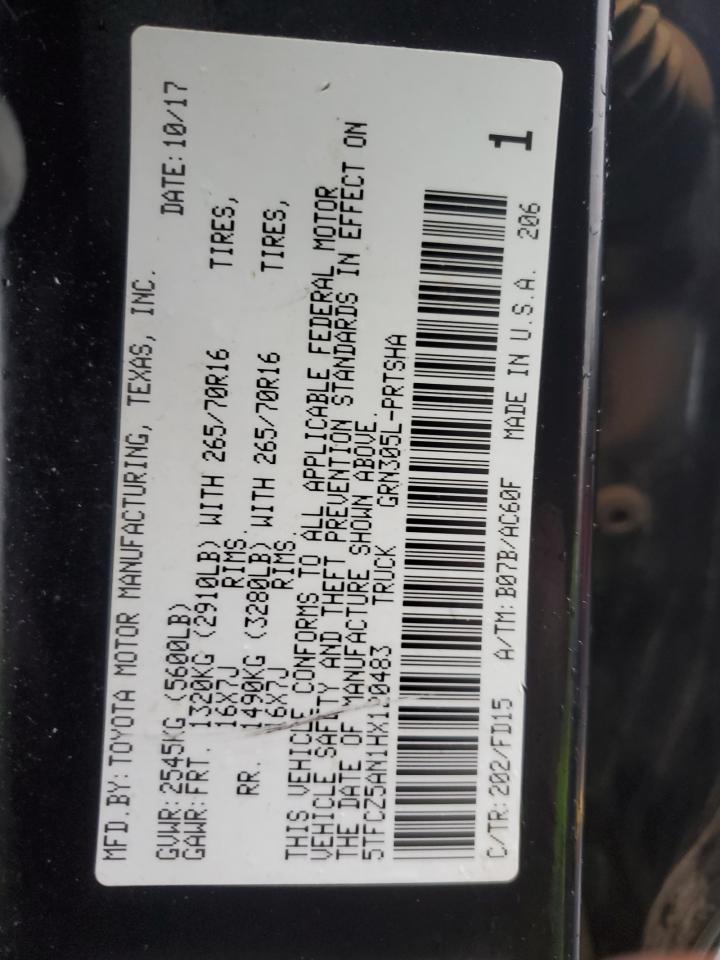 MFD.BY:TOYOTA MOTOR MANUFACTURING, TEXAS, INC.
DATE:10/17
GVWR:2545KG (5600LB)
GAWR:FRT. 1320KG (2910LB) WITH 265/70R16 TIRES,
16X7J RIMS.
RR. 1490KG (3280LB) WITH 265/70R16 TIRES,
16X7J RIMS.
THIS VEHICLE CONFORMS TO ALL APPLICABLE FEDERAL MOTOR
VEHICLE SAFETY AND THEFT PREVENTION STANDARDS IN EFFECT ON
THE DATE OF MANUFACTURE SHOWN ABOVE.
TRUCK GRN305L-PRTSHA
1
C/TR:202/FD15 A/TM:B07B/AC60F MADE IN U.S.A. 206